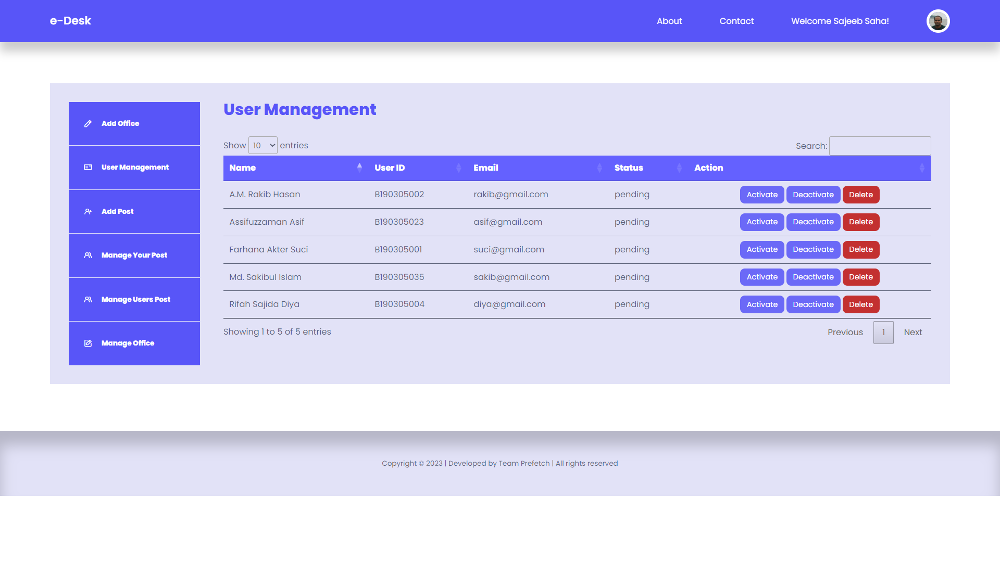 e-Desk About Contact Welcome Sajeeb Saha!
Add Office
User Management
Add Post
Manage Your Post
Manage Users Post
Manage Office
User Management
Show 10 entries Search:
Name User ID Email Status Action
A.M. Rakib Hasan B190305002 rakib@gmail.com pending Activate Deactivate Delete
Assifuzzaman Asif B190305023 asif@gmail.com pending Activate Deactivate Delete
Farhana Akter Suci B190305001 suci@gmail.com pending Activate Deactivate Delete
Md. Sakibul Islam B190305035 sakib@gmail.com pending Activate Deactivate Delete
Rifah Sajida Diya B190305004 diya@gmail.com pending Activate Deactivate Delete
Showing 1 to 5 of 5 entries Previous 1 Next
Copyright © 2023 | Developed by Team Prefetch | All rights reserved